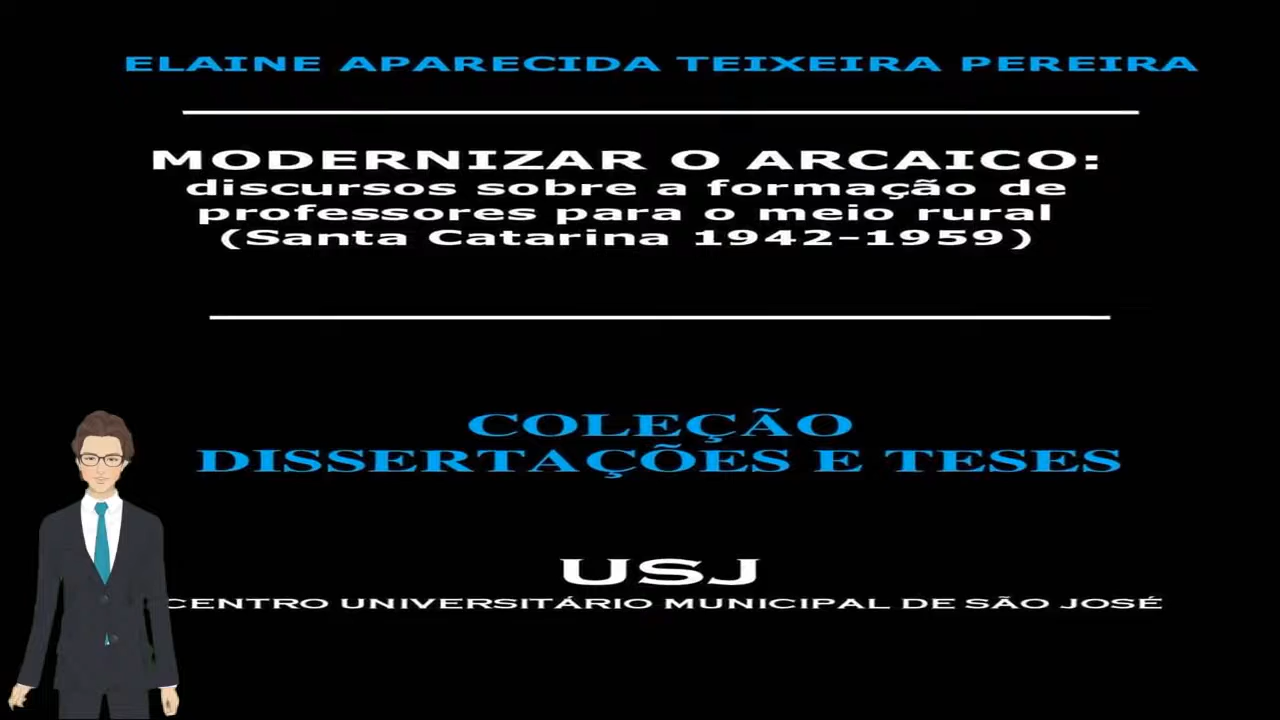 ELAINE APARECIDA TEIXEIRA PEREIRA
MODERNIZAR O ARCAICO:
discursos sobre a formação de
professores para o meio rural
(Santa Catarina 1942-1959)
COLEÇÃO
DISSERTAÇÕES E TESES
USJ
CENTRO UNIVERSITÁRIO MUNICIPAL DE SÃO JOSÉ